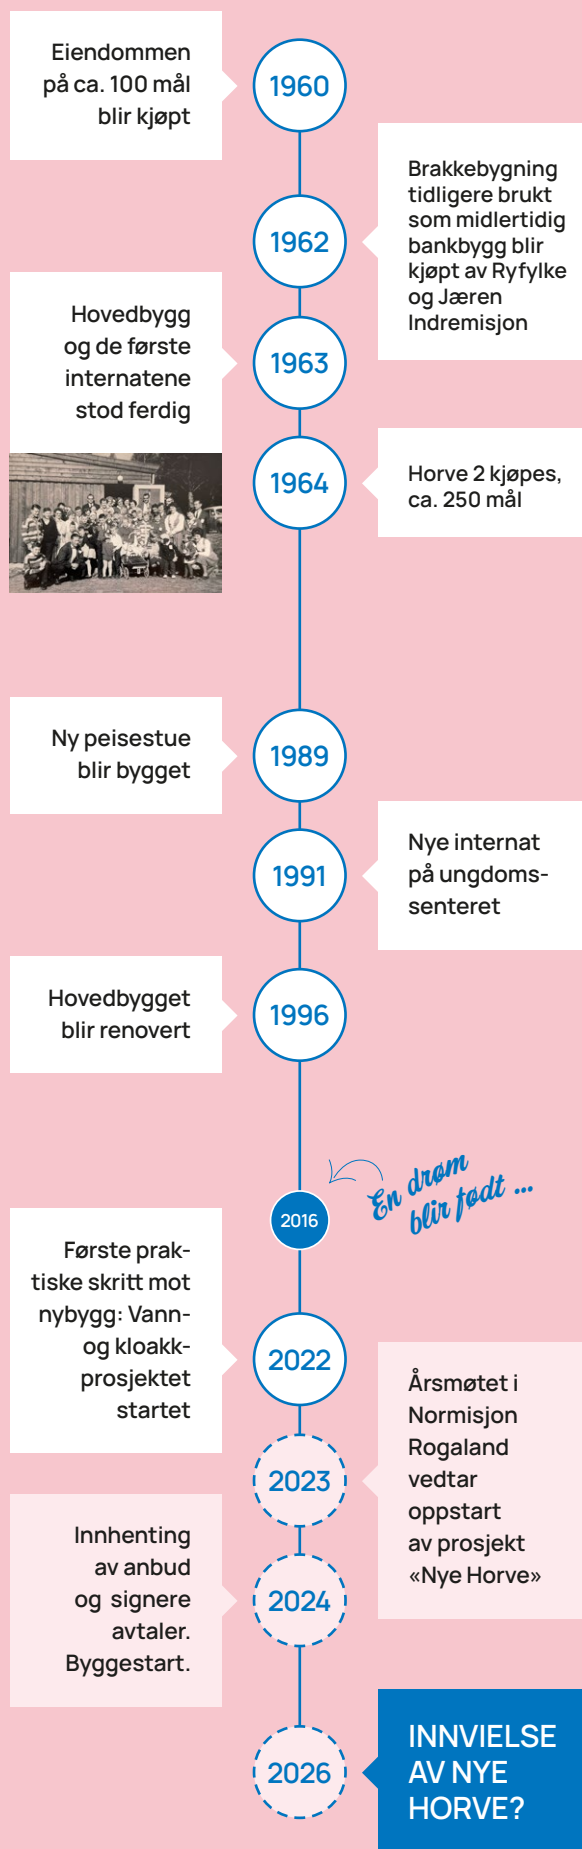 Eiendommen
på ca. 100 mål
blir kjøpt
1960
Brakkebygning
tidligere brukt
som midlertidig
bankbygg blir
kjøpt av Ryfylke
og Jæren
Indremisjon
1962
Hovedbygg
og de første
internatene
stod ferdig
1963
1964
Horve 2 kjøpes,
ca. 250 mål
Ny peisestue
blir bygget
1989
1991
Nye internat
på ungdoms-
senteret
Hovedbygget
blir renovert
1996
En drøm
blir født ...
2016
Første prak-
tiske skritt mot
nybygg: Vann-
og kloakk-
prosjektet
startet
2022
2023
Årsmøtet i
Normisjon
Rogaland
vedtar
oppstart
av prosjekt
«Nye Horve»
Innhenting
av anbud
og signere
avtaler.
Byggestart.
2024
2026
INNVIELSE
AV NYE
HORVE?